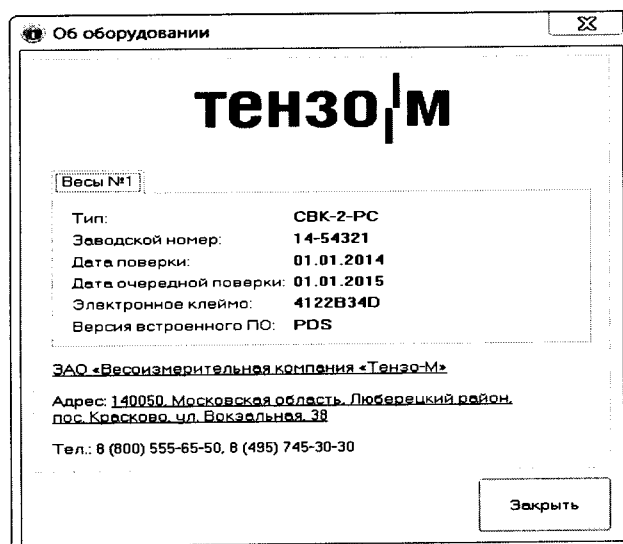 Об оборудовании
тензо м
Весы №1
Тип: СВК-2-РС
Заводской номер: 14-54321
Дата поверки: 01.01.2014
Дата очередной поверки: 01.01.2015
Электронное клеймо: 4122B34D
Версия встроенного ПО: PDS
ЗАО «Весоизмерительная компания «Тензо-М»
Адрес: 140050, Московская область, Люберецкий район,
пос. Красково, ул. Вокзальная, 38
Тел.: 8 (800) 555-65-50, 8 (495) 745-30-30
Закрыть